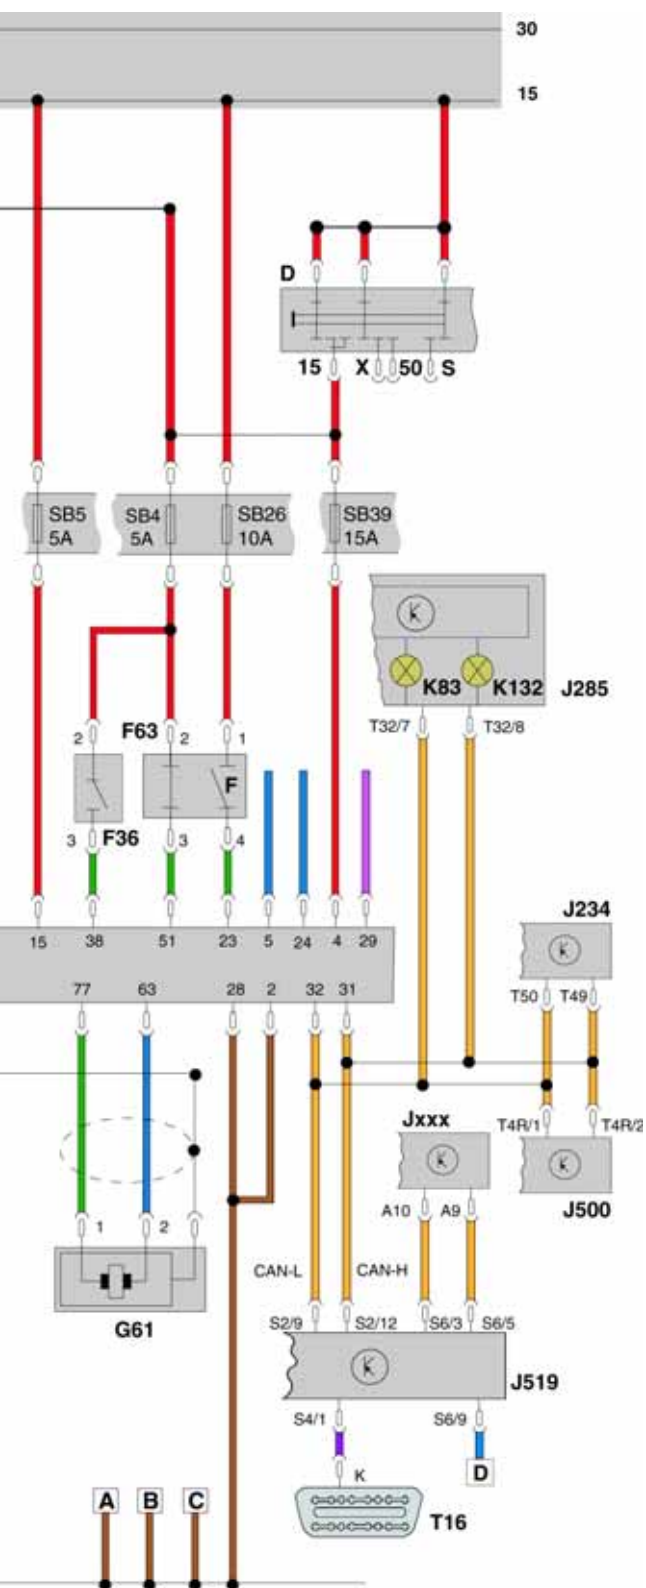 30
15
D
15 X 50 S
SB5 SB4 SB26 SB39
5A 5A 10A 15A
K83 K132 J285
T32/7 T32/8
2 F63 2 1
F
3 F36 3 4
J234
15 38 51 23 5 24 4 29
77 63 28 2 32 31
T50 T49
Jxxx T4R/1 T4R/2
A10 A9 J500
1 2
CAN-L CAN-H
G61 S2/9 S2/12 S6/3 S6/5
J519
S4/1 S6/9
K D
A B C
T16